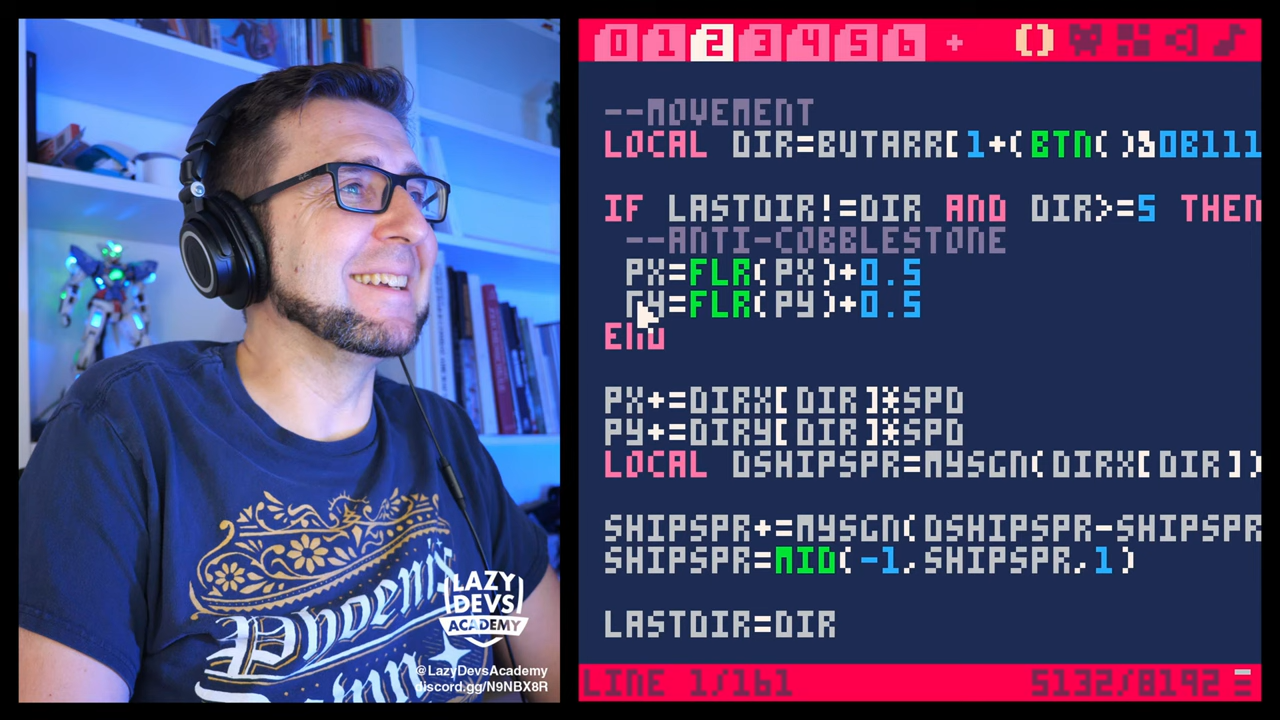 0 1 2 3 4 5 6 +
--MOVEMENT
LOCAL DIR=BUTARR[1+(BTN()&0B111
IF LASTDIR!=DIR AND DIR>=5 THEN
--ANTI-COBBLESTONE
PX=FLR(PX)+0.5
PY=FLR(PY)+0.5
END
PX+=DIRX[DIR]*SPD
PY+=DIRY[DIR]*SPD
LOCAL DSHIPSPR=MYSGN(DIRX[DIR])
SHIPSPR+=MYSGN(DSHIPSPR-SHIPSPR
SHIPSPR=MID(-1,SHIPSPR,1)
LASTDIR=DIR
LINE 1/161 5132/8192
Phoenix
LAZY
DEVS
ACADEMY
@LazyDevsAcademy
discord.gg/N9NBX8R